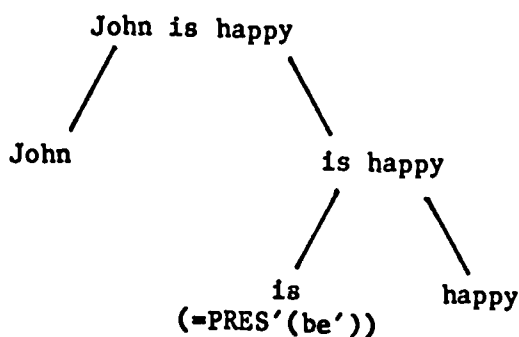 John is happy
John
is happy
is
happy
(=PRES′(be′))